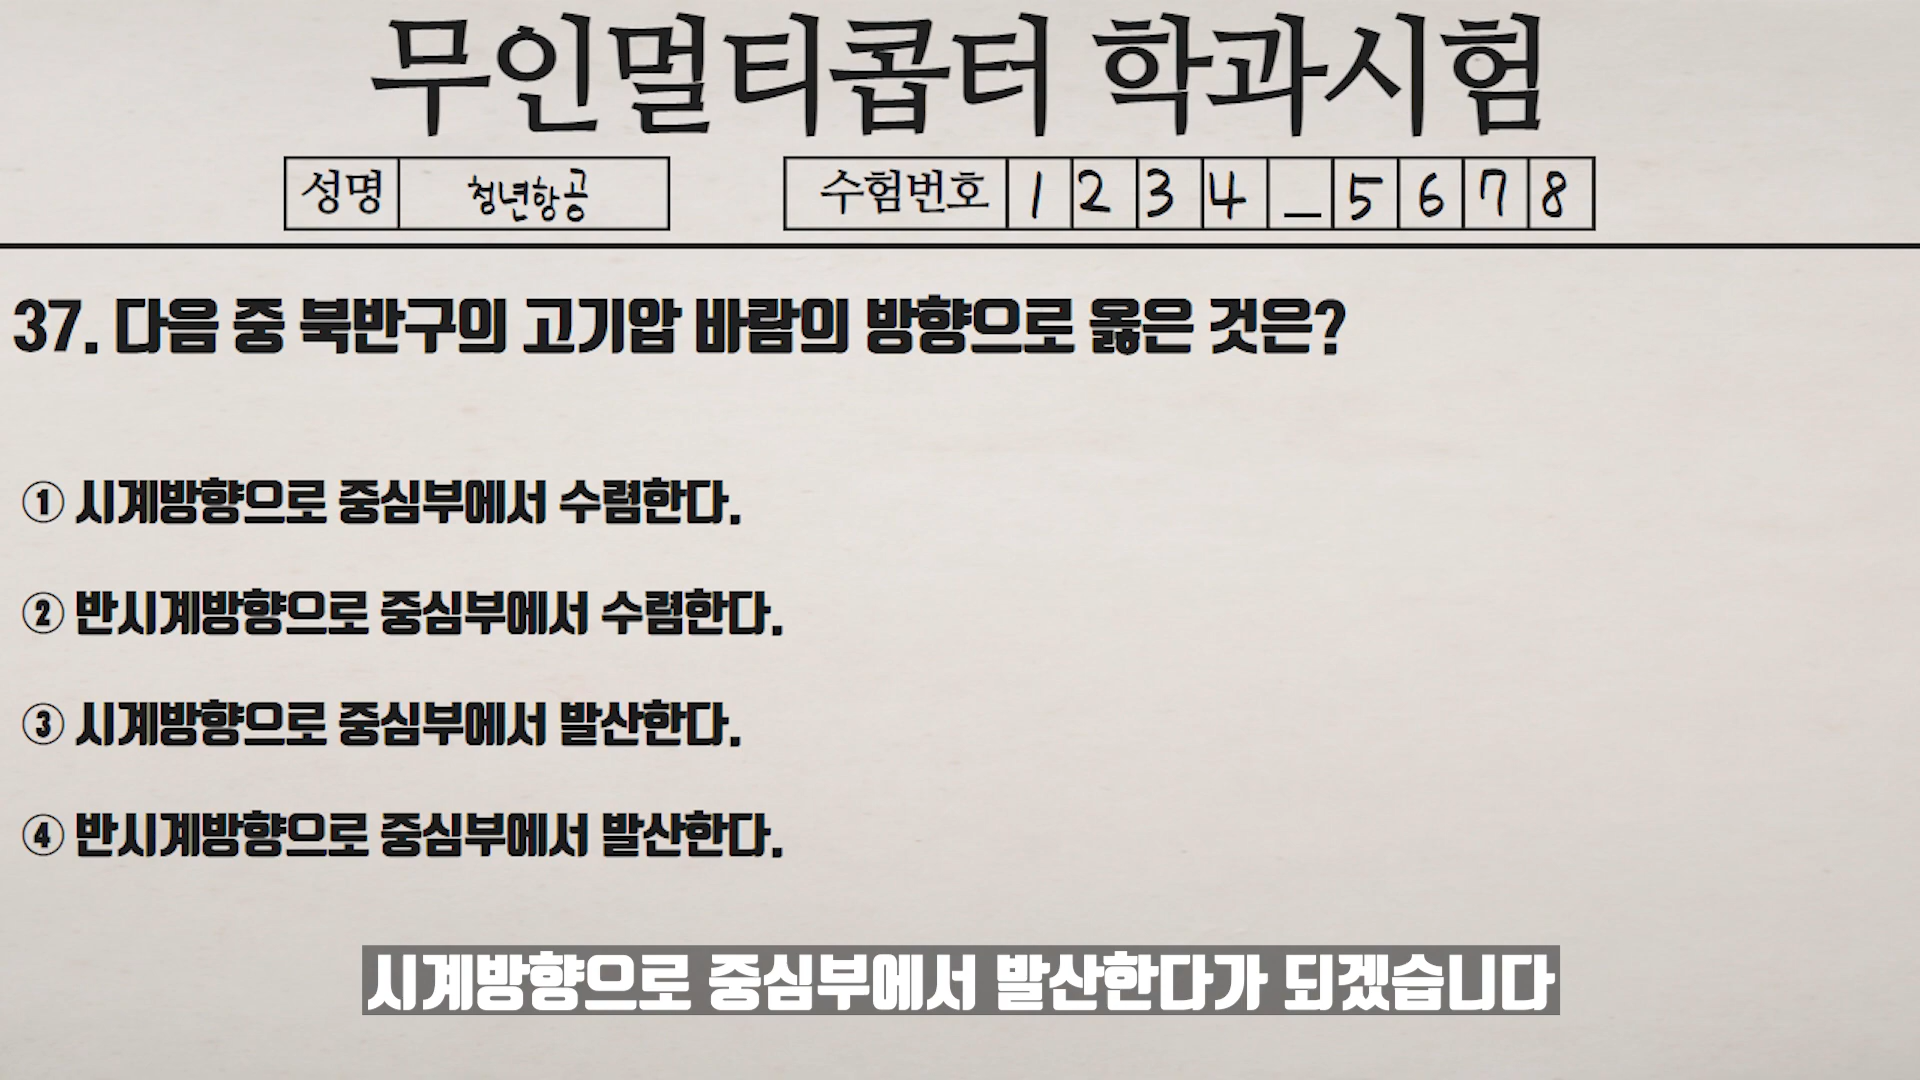 무인멀티콥터 학과시험
성명 청년항공 수험번호 1 2 3 4 _ 5 6 7 8
37. 다음 중 북반구의 고기압 바람의 방향으로 옳은 것은?
① 시계방향으로 중심부에서 수렴한다.
② 반시계방향으로 중심부에서 수렴한다.
③ 시계방향으로 중심부에서 발산한다.
④ 반시계방향으로 중심부에서 발산한다.
시계방향으로 중심부에서 발산한다가 되겠습니다